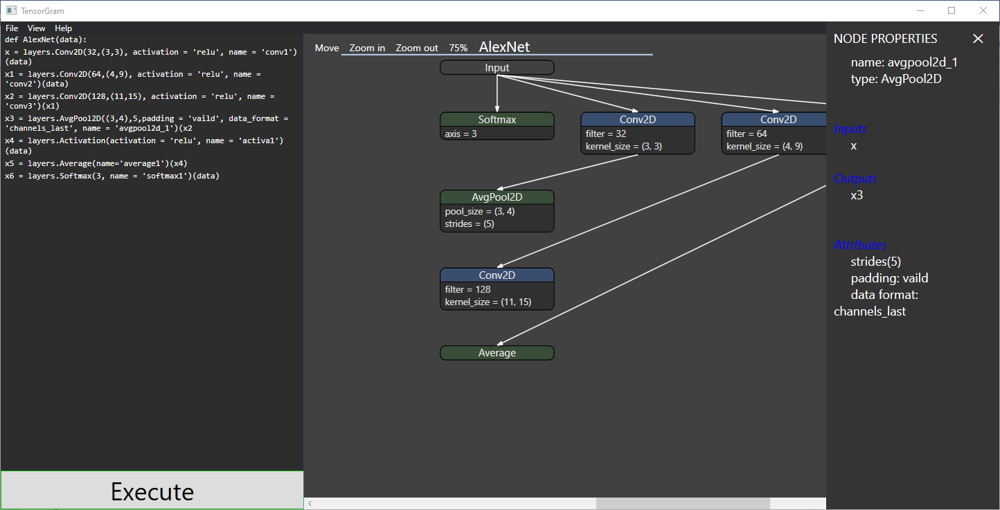 TensorGram
File View Help
def AlexNet(data):
x = layers.Conv2D(32,(3,3), activation = 'relu', name = 'conv1')
(data)
x1 = layers.Conv2D(64,(4,9), activation = 'relu', name =
'conv2')(data)
x2 = layers.Conv2D(128,(11,15), activation = 'relu', name =
'conv3')(x1)
x3 = layers.AvgPool2D((3,4),5,padding = 'vaild', data_format =
'channels_last', name = 'avgpool2d_1')(x2
x4 = layers.Activation(activation = 'relu', name = 'activa1')
(data)
x5 = layers.Average(name='average1')(x4)
x6 = layers.Softmax(3, name = 'softmax1')(data)
Execute
Move Zoom in Zoom out 75% AlexNet
Input
Softmax
axis = 3
Conv2D
filter = 32
kernel_size = (3, 3)
Conv2D
filter = 64
kernel_size = (4, 9)
AvgPool2D
pool_size = (3, 4)
strides = (5)
Conv2D
filter = 128
kernel_size = (11, 15)
Average
NODE PROPERTIES
name: avgpool2d_1
type: AvgPool2D
Inputs
x
Outputs
x3
Attributes
strides(5)
padding: vaild
data format:
channels_last